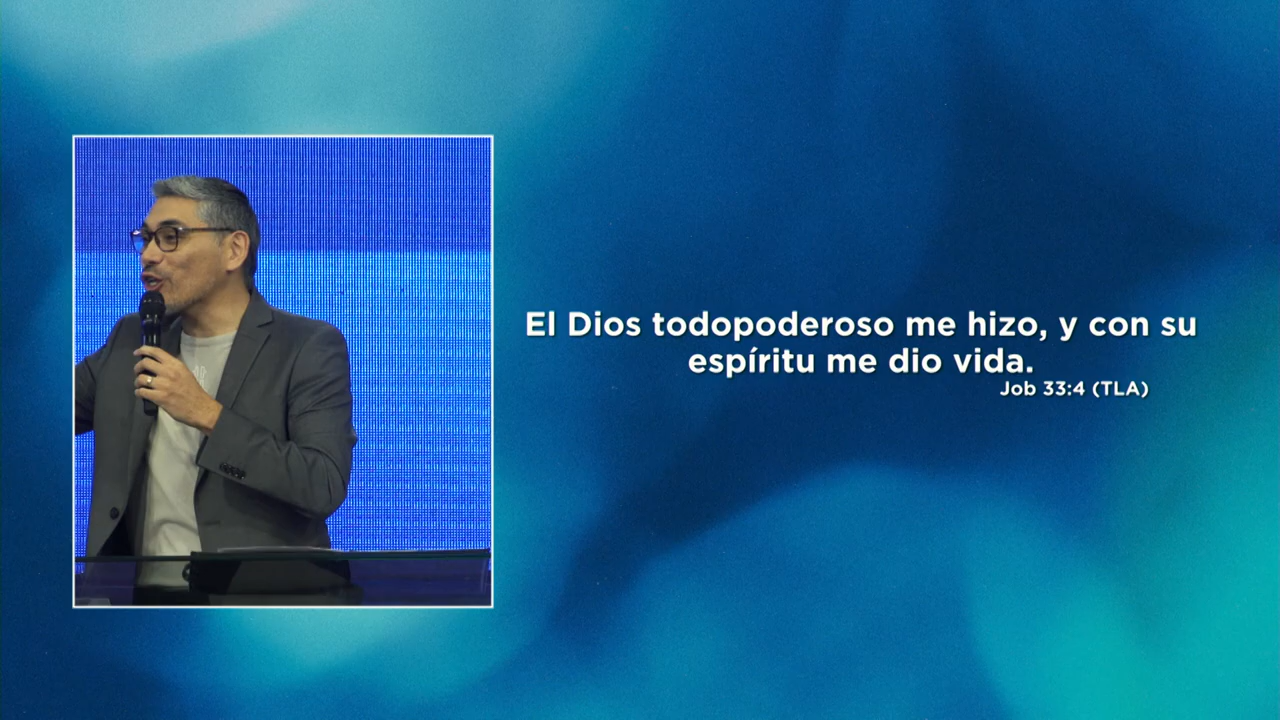 El Dios todopoderoso me hizo, y con su
espíritu me dio vida.
Job 33:4 (TLA)